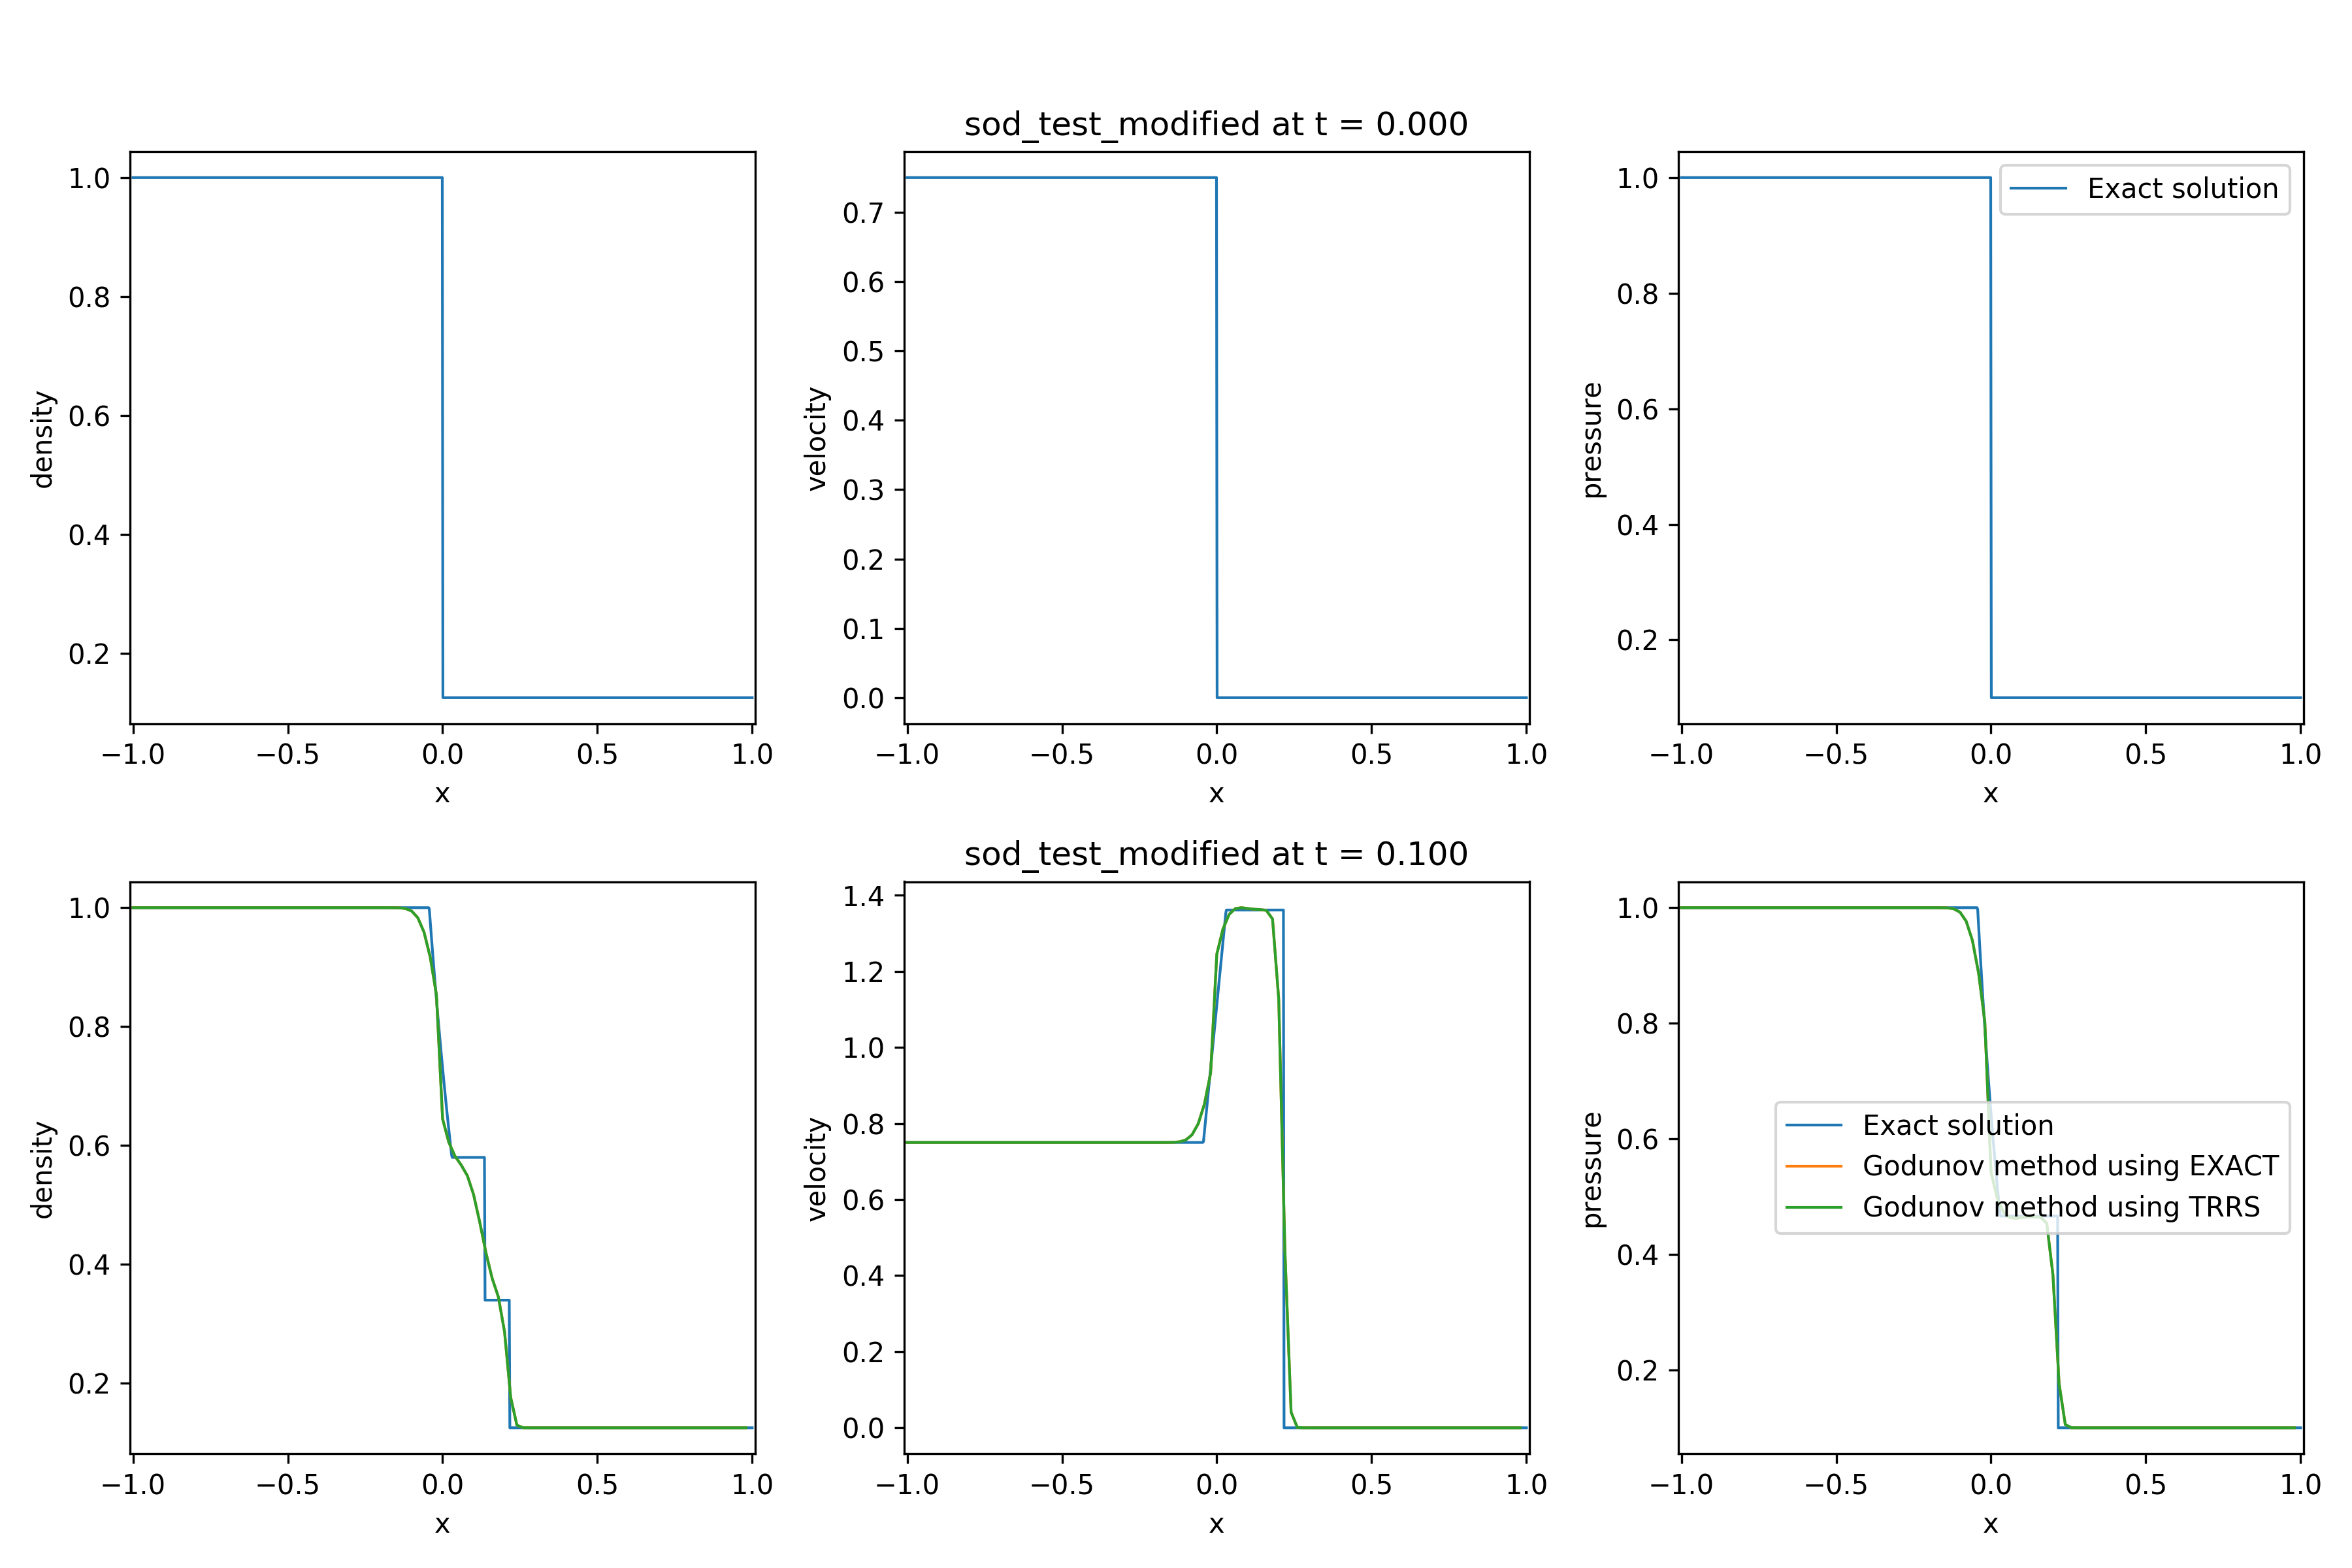 sod_test_modified at t = 0.000
density
1.0
0.8
0.6
0.4
0.2
−1.0 −0.5 0.0 0.5 1.0
x
velocity
0.7
0.6
0.5
0.4
0.3
0.2
0.1
0.0
−1.0 −0.5 0.0 0.5 1.0
x
pressure
1.0
0.8
0.6
0.4
0.2
Exact solution
−1.0 −0.5 0.0 0.5 1.0
x
sod_test_modified at t = 0.100
density
1.0
0.8
0.6
0.4
0.2
−1.0 −0.5 0.0 0.5 1.0
x
velocity
1.4
1.2
1.0
0.8
0.6
0.4
0.2
0.0
−1.0 −0.5 0.0 0.5 1.0
x
pressure
1.0
0.8
0.6
0.4
0.2
Exact solution
Godunov method using EXACT
Godunov method using TRRS
−1.0 −0.5 0.0 0.5 1.0
x